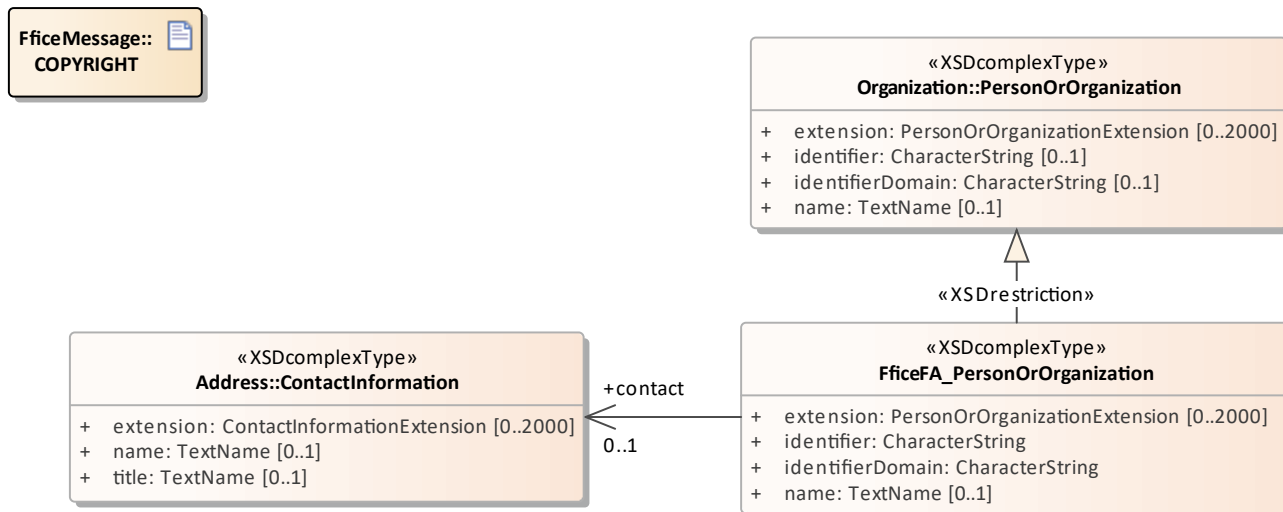 FficeMessage::
COPYRIGHT
«XSDcomplexType»
Organization::PersonOrOrganization
+ extension: PersonOrOrganizationExtension [0..2000]
+ identifier: CharacterString [0..1]
+ identifierDomain: CharacterString [0..1]
+ name: TextName [0..1]
«XSDrestriction»
«XSDcomplexType»
Address::ContactInformation
+ extension: ContactInformationExtension [0..2000]
+ name: TextName [0..1]
+ title: TextName [0..1]
+contact
0..1
«XSDcomplexType»
FficeFA_PersonOrOrganization
+ extension: PersonOrOrganizationExtension [0..2000]
+ identifier: CharacterString
+ identifierDomain: CharacterString
+ name: TextName [0..1]